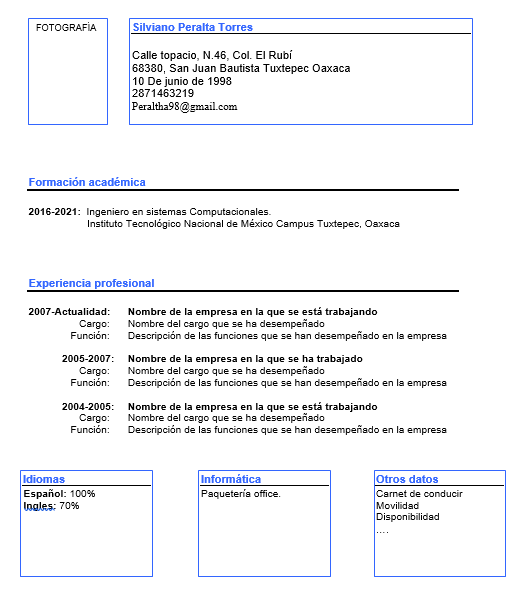 FOTOGRAFÍA
Silviano Peralta Torres
Calle topacio, N.46, Col. El Rubí
68380, San Juan Bautista Tuxtepec Oaxaca
10 De junio de 1998
2871463219
Peraltha98@gmail.com
Formación académica
2016-2021: Ingeniero en sistemas Computacionales.
Instituto Tecnológico Nacional de México Campus Tuxtepec, Oaxaca
Experiencia profesional
2007-Actualidad: Nombre de la empresa en la que se está trabajando
Cargo: Nombre del cargo que se ha desempeñado
Función: Descripción de las funciones que se han desempeñado en la empresa
2005-2007: Nombre de la empresa en la que se ha trabajado
Cargo: Nombre del cargo que se ha desempeñado
Función: Descripción de las funciones que se han desempeñado en la empresa
2004-2005: Nombre de la empresa en la que se está trabajando
Cargo: Nombre del cargo que se ha desempeñado
Función: Descripción de las funciones que se han desempeñado en la empresa
Idiomas
Español: 100%
Ingles: 70%
Informática
Paquetería office.
Otros datos
Carnet de conducir
Movilidad
Disponibilidad
....